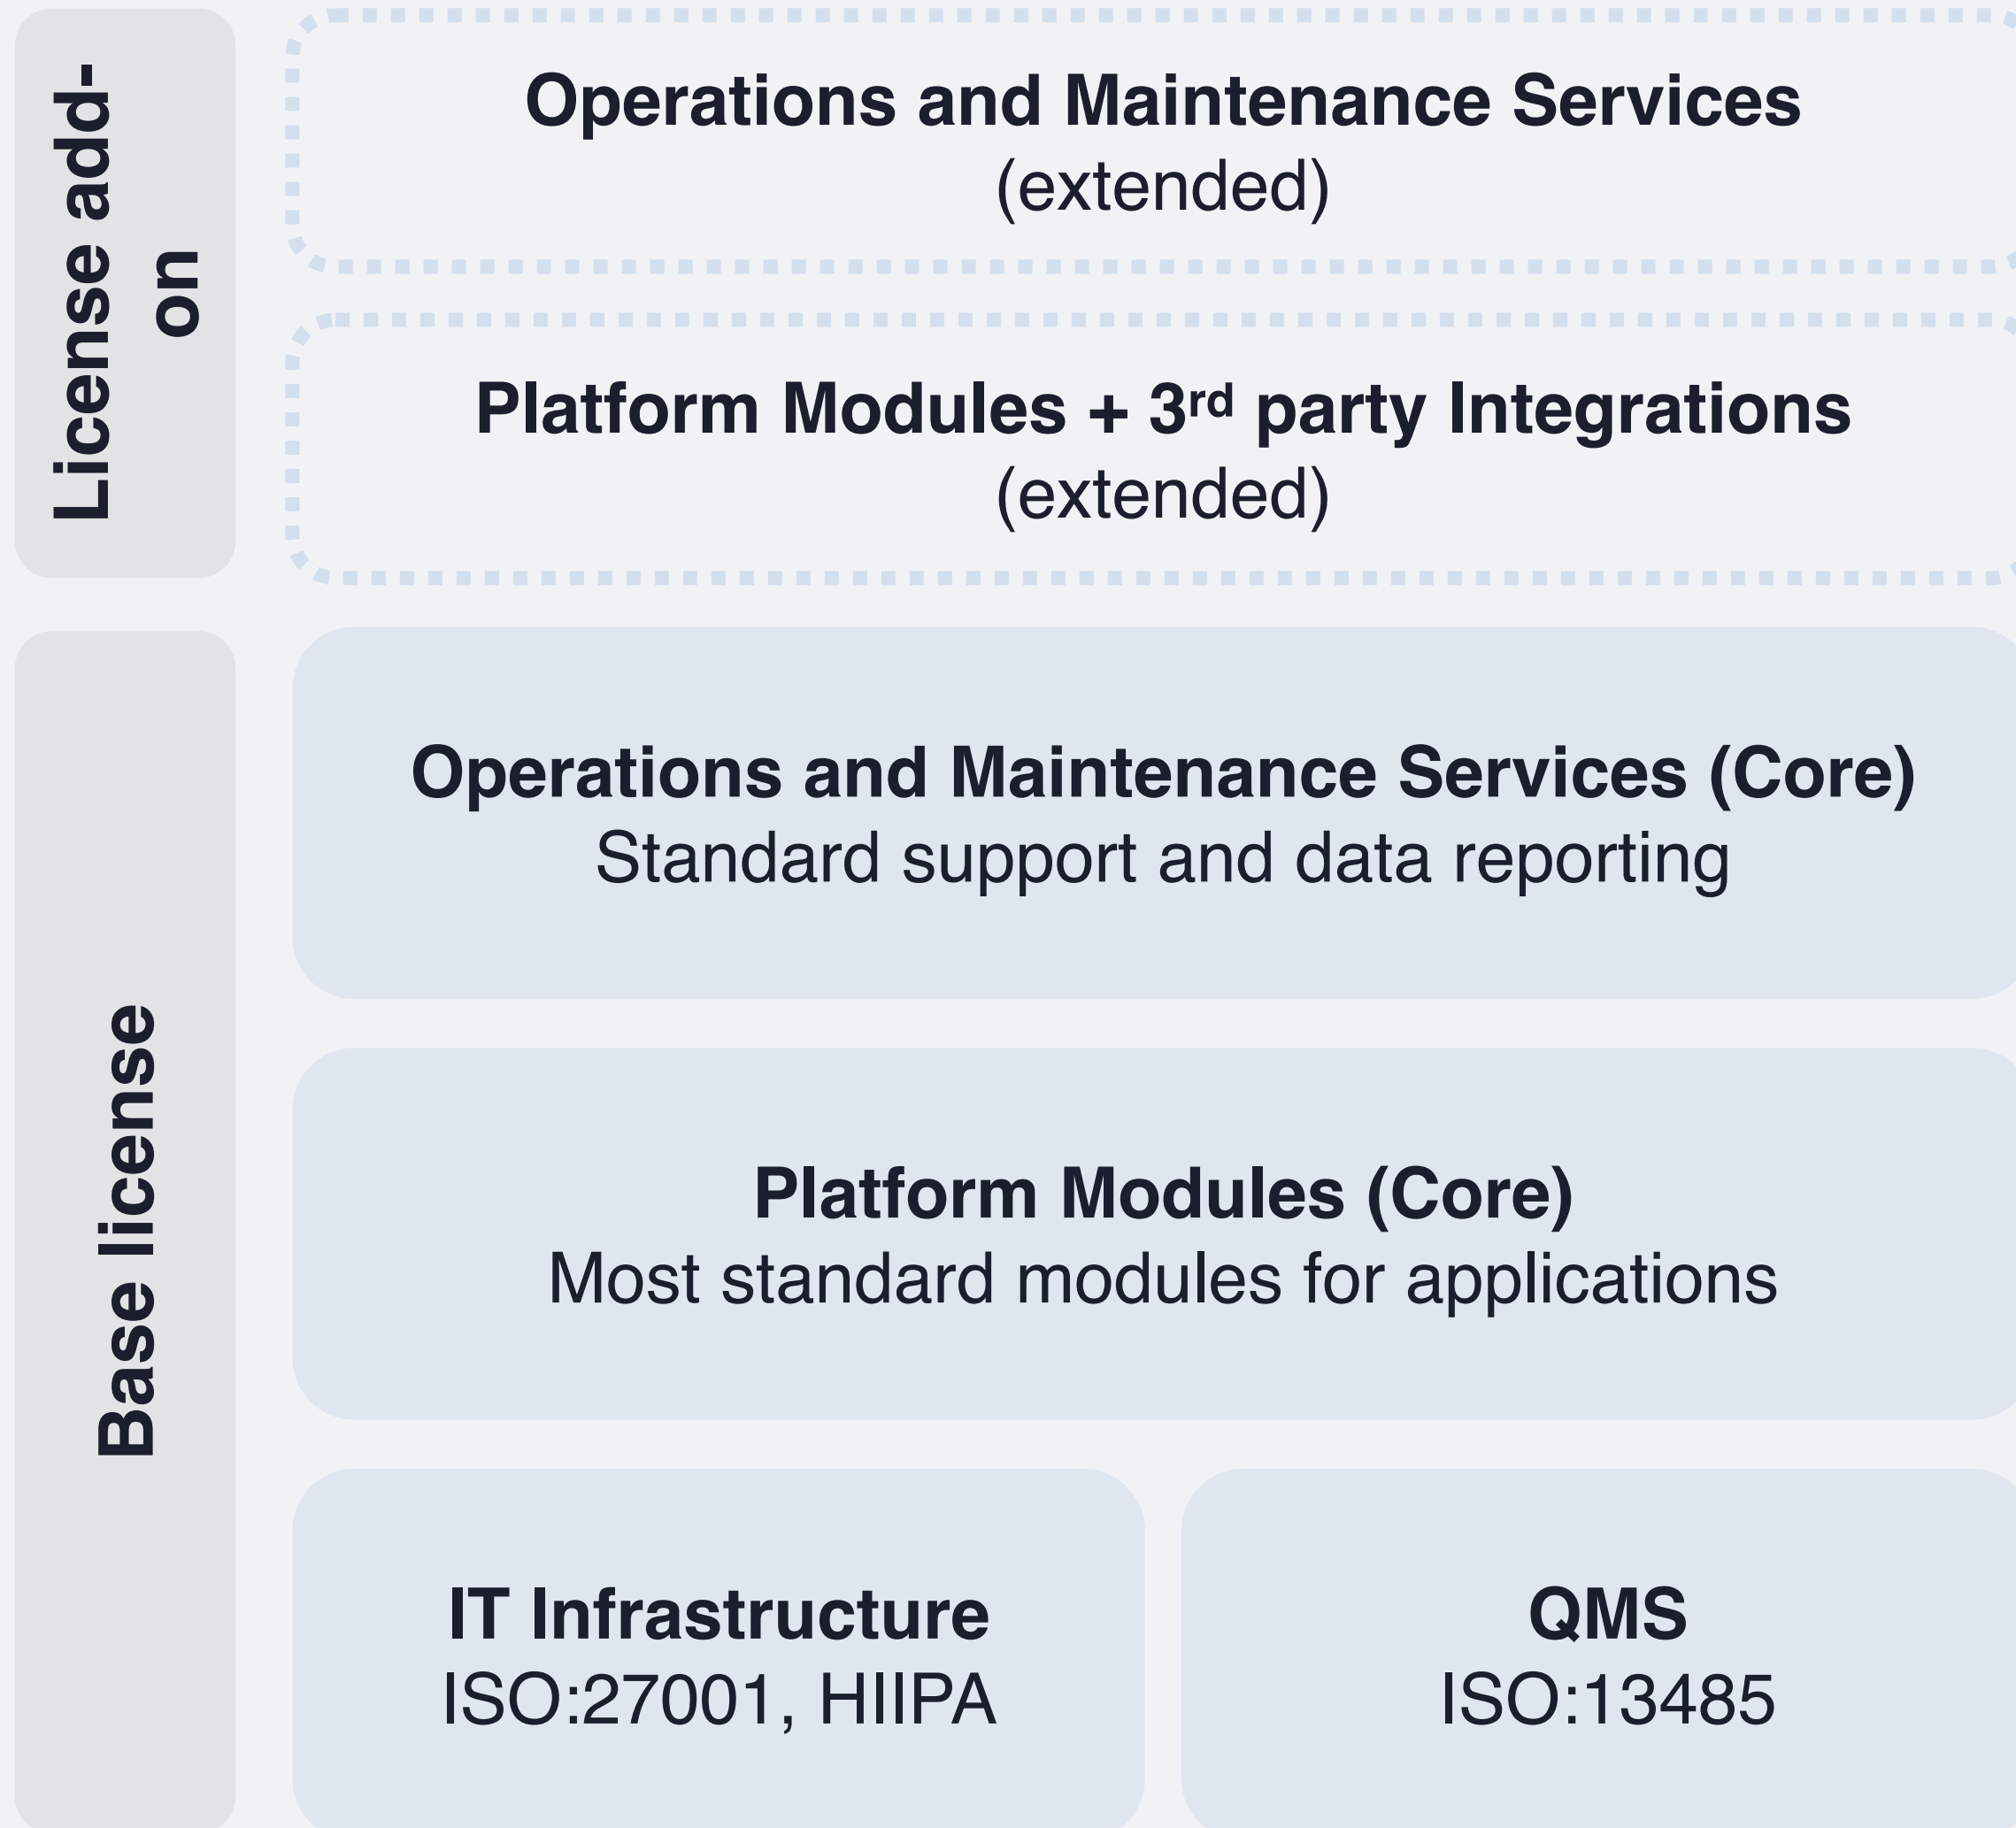 License add-
on
Operations and Maintenance Services
(extended)
Platform Modules + 3rd party Integrations
(extended)
Base license
Operations and Maintenance Services (Core)
Standard support and data reporting
Platform Modules (Core)
Most standard modules for applications
IT Infrastructure
ISO:27001, HIIPA
QMS
ISO:13485